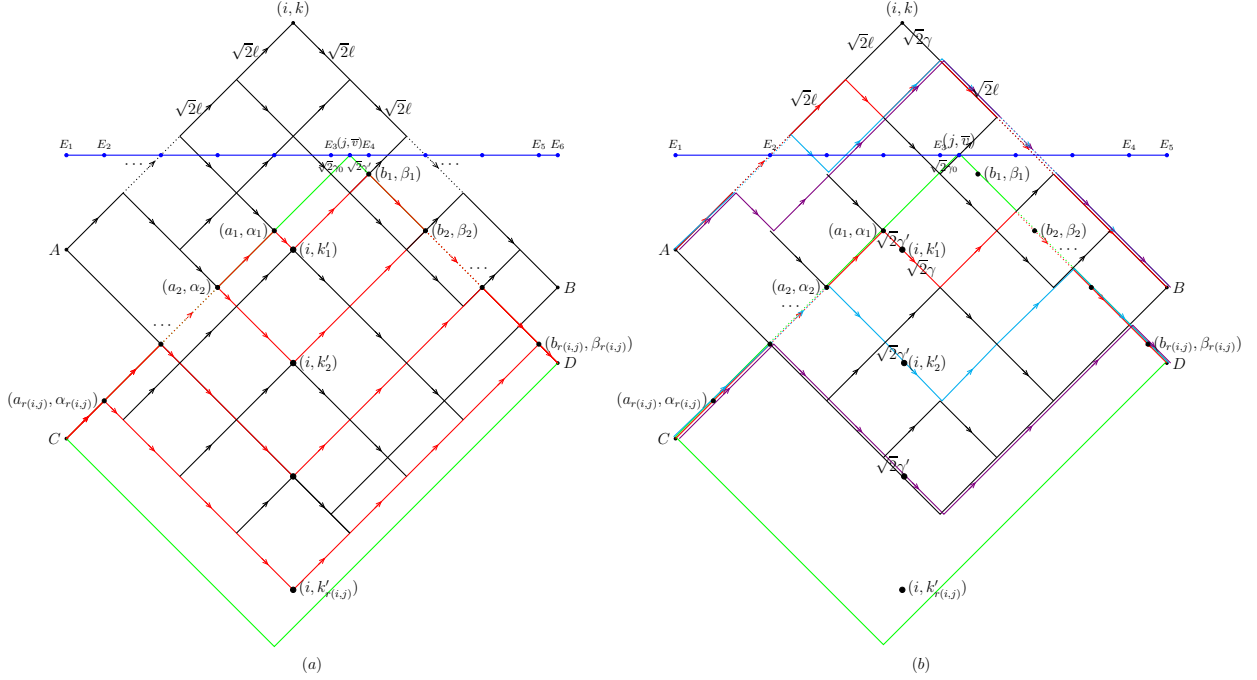 (i, k)
√2ℓ √2ℓ
√2ℓ √2ℓ
E₁ E₂ E₃ (j, v̅) E₄ E₅ E₆
⋯ ⋯
√2γ₀ √2γ′
(b₁, β₁)
(a₁, α₁) (b₂, β₂)
A (i, k′₁)
⋯
(a₂, α₂) B
⋯ ⋯
(b_{r(i,j)}, β_{r(i,j)})
(i, k′₂) D
(a_{r(i,j)}, α_{r(i,j)})
C
(i, k′_{r(i,j)})
(a)
(i, k)
√2ℓ √2γ
√2ℓ √2ℓ
E₁ E₂ E₃ (j, v̅) E₄ E₅
√2γ₀
(b₁, β₁)
(a₁, α₁) √2γ′ (b₂, β₂)
A (i, k′₁) ⋯
√2γ
(a₂, α₂) B
⋯
√2γ′ (b_{r(i,j)}, β_{r(i,j)})
(i, k′₂) D
(a_{r(i,j)}, α_{r(i,j)})
C
√2γ′
(i, k′_{r(i,j)})
(b)